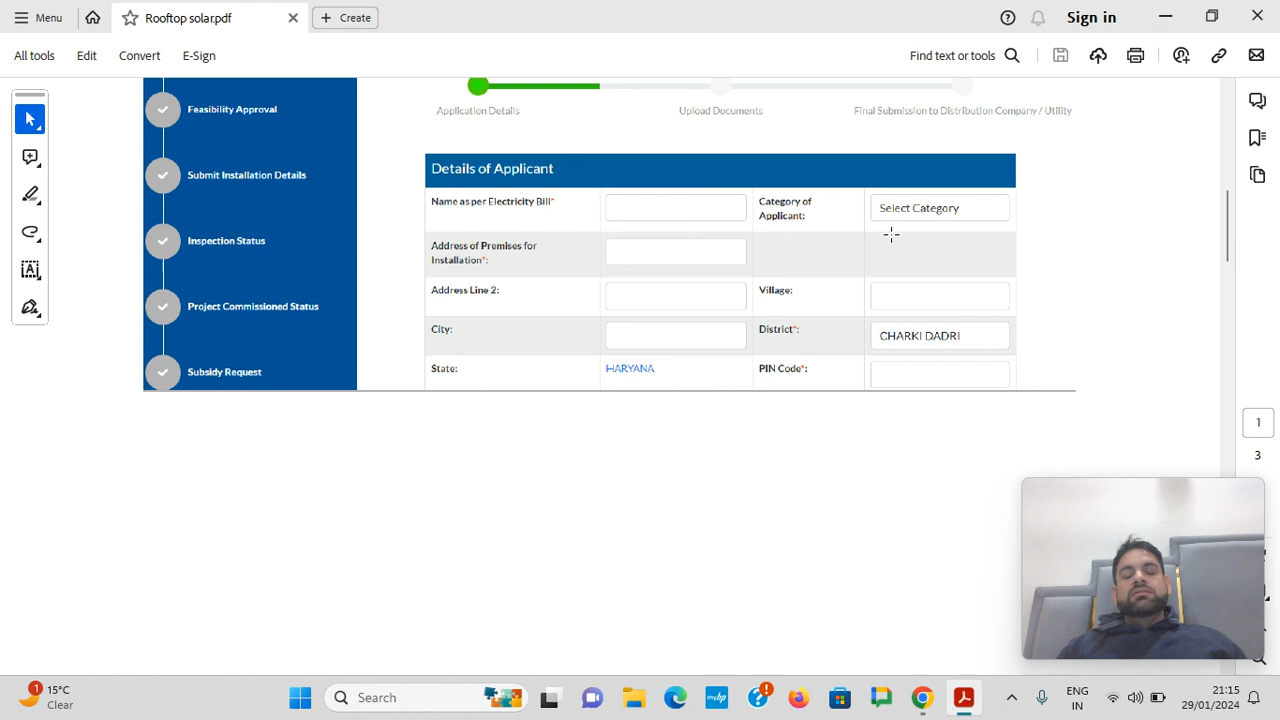 Menu
Rooftop solar.pdf
Create
Sign in
All tools
Edit
Convert
E-Sign
Find text or tools
Feasibility Approval
Submit Installation Details
Inspection Status
Project Commissioned Status
Subsidy Request
Application Details
Upload Documents
Final Submission to Distribution Company / Utility
Details of Applicant
Name as per Electricity Bill*
Category of
Applicant:
Select Category
Address of Premises for
Installation*:
Address Line 2:
Village:
City:
District*:
CHARKI DADRI
State:
HARYANA
PIN Code*:
1
3
1
15°C
Clear
Search
myhp
ENG
IN
21:15
29/01/2024